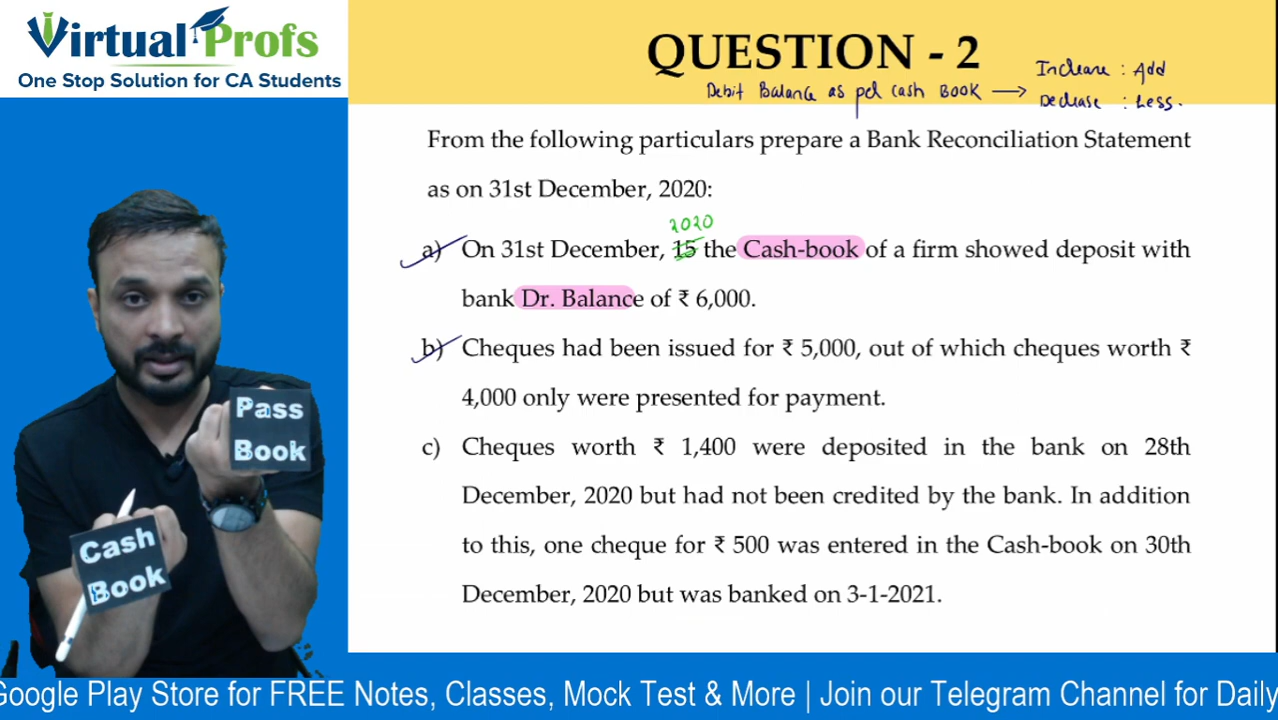 Virtual Profs
One Stop Solution for CA Students
QUESTION - 2
Debit Balance as per Cash Book → Increase : Add
Decrease : Less.
From the following particulars prepare a Bank Reconciliation Statement
as on 31st December, 2020:
2020
a) On 31st December, 15 the Cash-book of a firm showed deposit with
bank Dr. Balance of ₹ 6,000.
b) Cheques had been issued for ₹ 5,000, out of which cheques worth ₹
4,000 only were presented for payment.
c) Cheques worth ₹ 1,400 were deposited in the bank on 28th
December, 2020 but had not been credited by the bank. In addition
to this, one cheque for ₹ 500 was entered in the Cash-book on 30th
December, 2020 but was banked on 3-1-2021.
Pass
Book
Cash
Book
Google Play Store for FREE Notes, Classes, Mock Test & More | Join our Telegram Channel for Daily